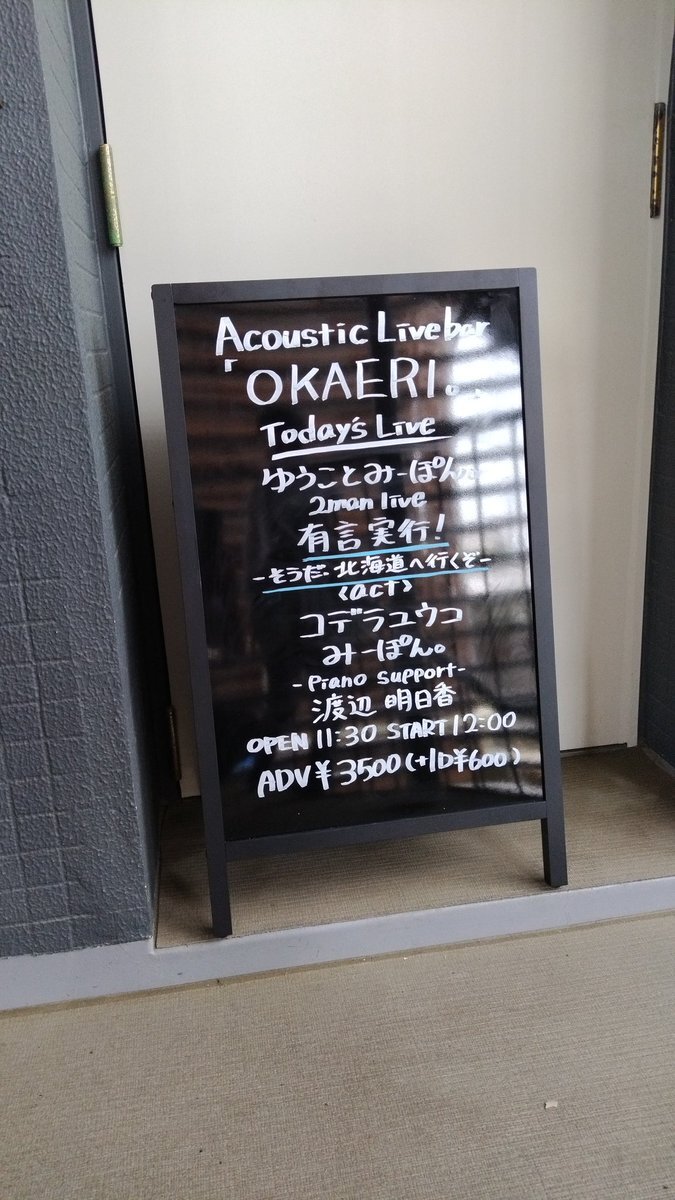 Acoustic Livebar
「OKAERI。」
Today's Live
ゆうことみーぽんの
2man live
有言実行!
-そうだ、北海道へ行くぞ-
<act>
コデラユウコ
みーぽん。
-Piano support-
渡辺 明日香
OPEN 11:30 START 12:00
ADV ¥3500(+1D¥600)